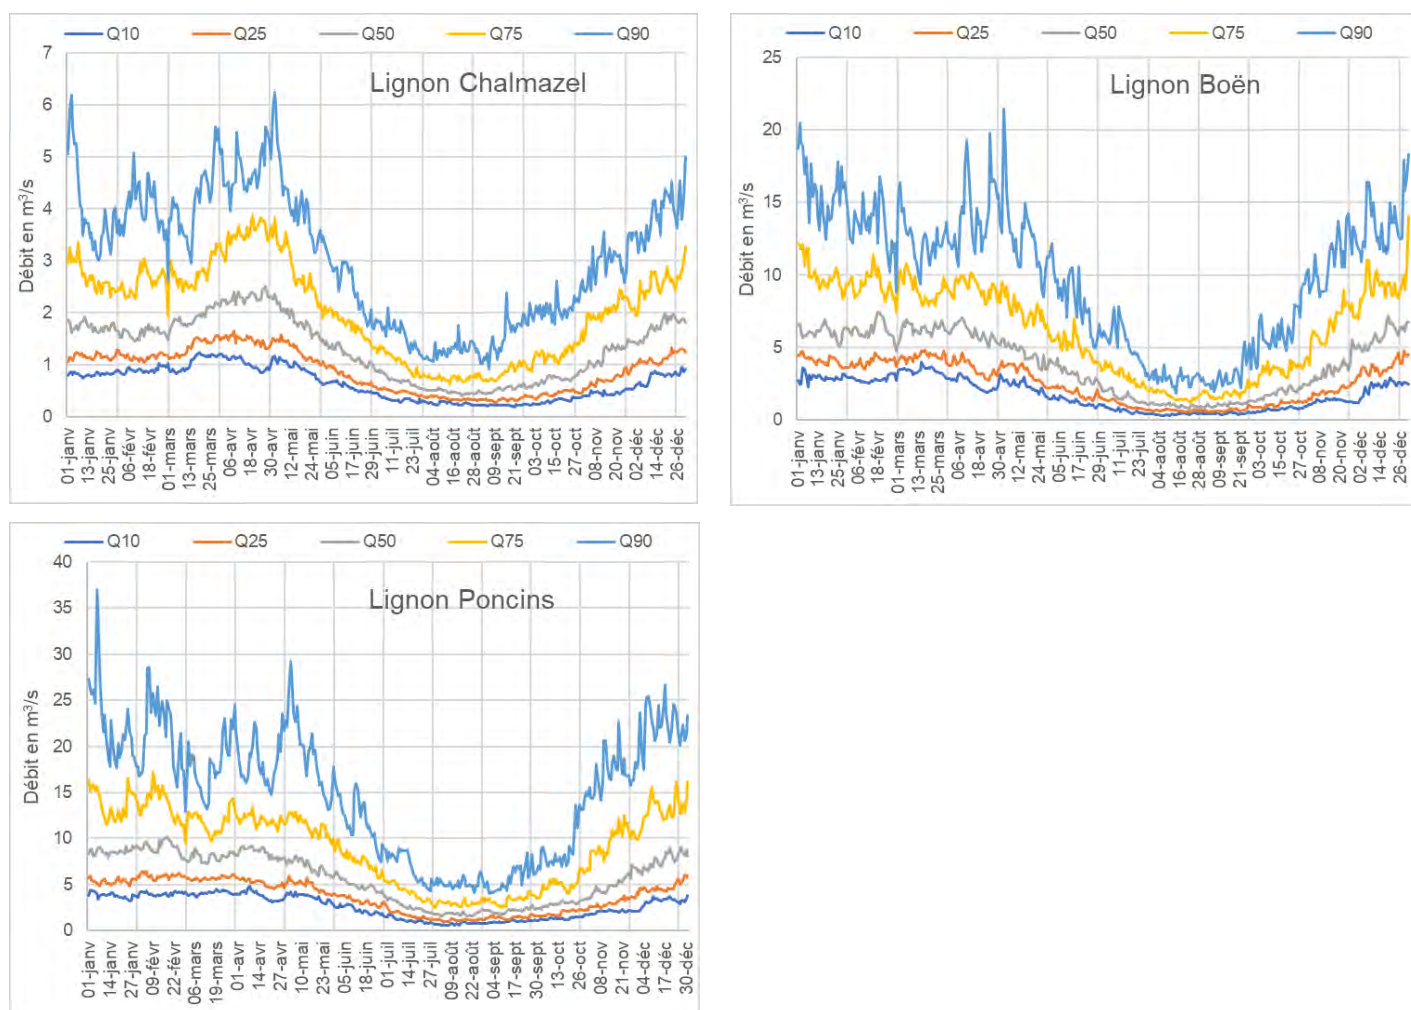 Q10 Q25 Q50 Q75 Q90
Lignon Chalmazel
Débit en m³/s
7
6
5
4
3
2
1
0
01-janv
13-janv
25-janv
06-févr
18-févr
01-mars
13-mars
25-mars
06-avr
18-avr
30-avr
12-mai
24-mai
05-juin
17-juin
29-juin
11-juil
23-juil
04-août
16-août
28-août
09-sept
21-sept
03-oct
15-oct
27-oct
08-nov
20-nov
02-déc
14-déc
26-déc
Q10 Q25 Q50 Q75 Q90
Lignon Boën
Débit en m³/s
25
20
15
10
5
0
01-janv
13-janv
25-janv
06-févr
18-févr
01-mars
13-mars
25-mars
06-avr
18-avr
30-avr
12-mai
24-mai
05-juin
17-juin
29-juin
11-juil
23-juil
04-août
16-août
28-août
09-sept
21-sept
03-oct
15-oct
27-oct
08-nov
20-nov
02-déc
14-déc
26-déc
Q10 Q25 Q50 Q75 Q90
Lignon Poncins
Débit en m³/s
40
35
30
25
20
15
10
5
0
01-janv
14-janv
27-janv
09-févr
22-févr
06-mars
19-mars
01-avr
14-avr
27-avr
10-mai
23-mai
05-juin
18-juin
01-juil
14-juil
27-juil
09-août
22-août
04-sept
17-sept
30-sept
13-oct
26-oct
08-nov
21-nov
04-déc
17-déc
30-déc